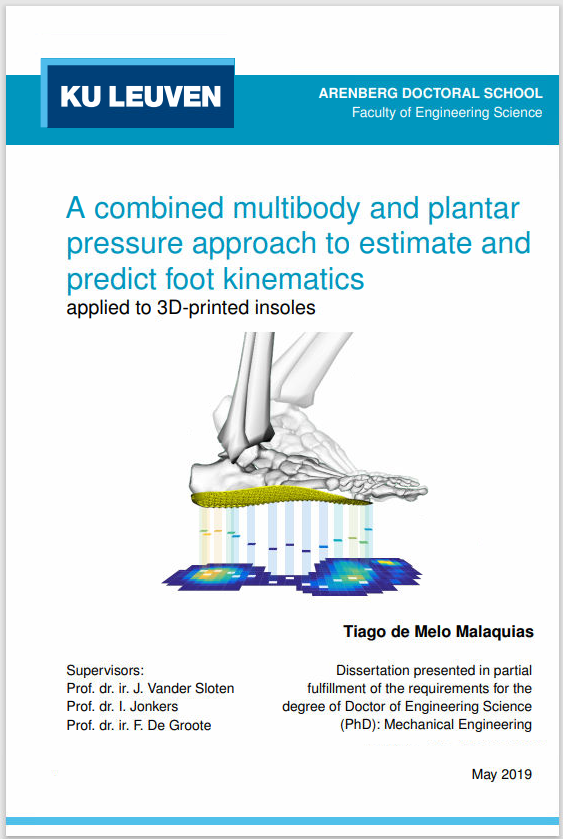 KU LEUVEN
ARENBERG DOCTORAL SCHOOL
Faculty of Engineering Science
A combined multibody and plantar
pressure approach to estimate and
predict foot kinematics
applied to 3D-printed insoles
Tiago de Melo Malaquias
Supervisors:
Prof. dr. ir. J. Vander Sloten
Prof. dr. I. Jonkers
Prof. dr. ir. F. De Groote
Dissertation presented in partial
fulfillment of the requirements for the
degree of Doctor of Engineering Science
(PhD): Mechanical Engineering
May 2019